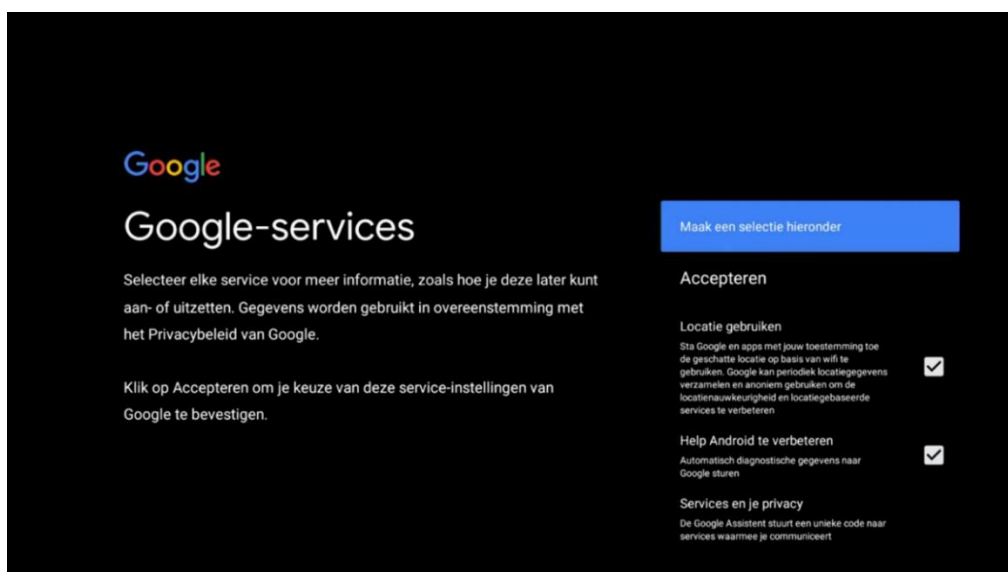 Google
Google-services
Selecteer elke service voor meer informatie, zoals hoe je deze later kunt
aan- of uitzetten. Gegevens worden gebruikt in overeenstemming met
het Privacybeleid van Google.
Klik op Accepteren om je keuze van deze service-instellingen van
Google te bevestigen.
Maak een selectie hieronder
Accepteren
Locatie gebruiken
Sta Google en apps met jouw toestemming toe
de geschatte locatie op basis van wifi te
gebruiken. Google kan periodiek locatiegegevens
verzamelen en anoniem gebruiken om de
locatienauwkeurigheid en locatiegebaseerde
services te verbeteren
Help Android te verbeteren
Automatisch diagnostische gegevens naar
Google sturen
Services en je privacy
De Google Assistent stuurt een unieke code naar
services waarmee je communiceert